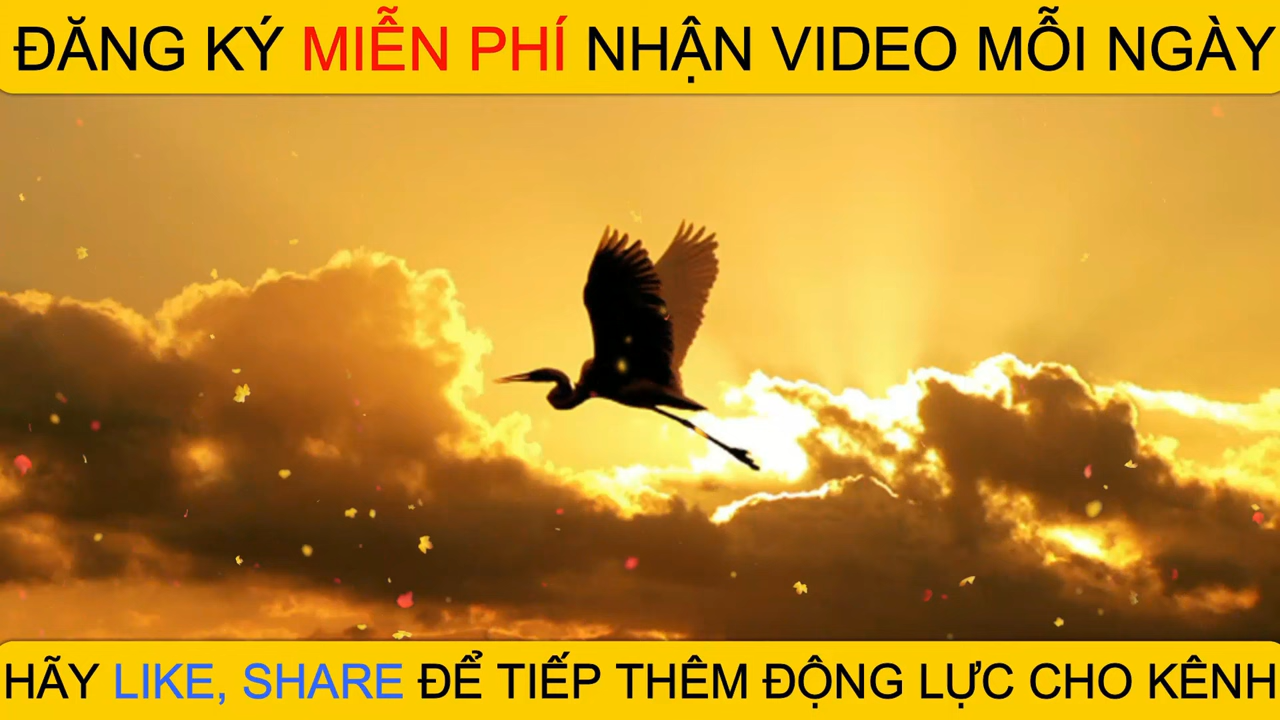 ĐĂNG KÝ MIỄN PHÍ NHẬN VIDEO MỖI NGÀY
HÃY LIKE, SHARE ĐỂ TIẾP THÊM ĐỘNG LỰC CHO KÊNH